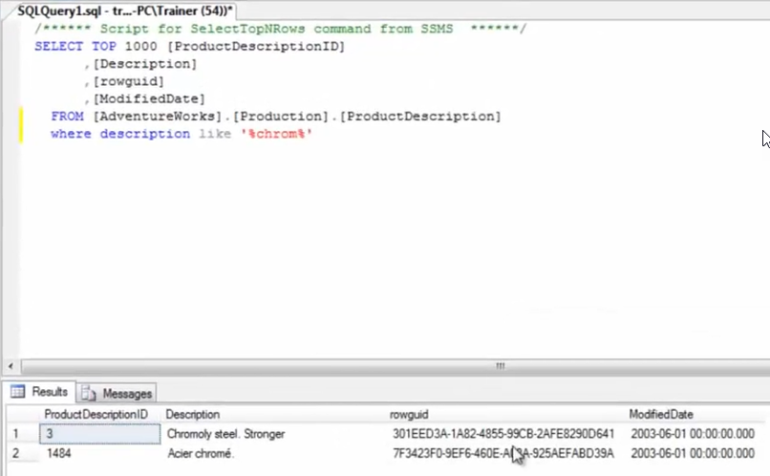 SQLQuery1.sql - tr...-PC\Trainer (54))*
/****** Script for SelectTopNRows command from SSMS ******/
SELECT TOP 1000 [ProductDescriptionID]
,[Description]
,[rowguid]
,[ModifiedDate]
FROM [AdventureWorks].[Production].[ProductDescription]
where description like '%chrom%'
Results Messages
ProductDescriptionID Description rowguid ModifiedDate
1 3 Chromoly steel. Stronger 301EED3A-1A82-4855-99CB-2AFE8290D641 2003-06-01 00:00:00.000
2 1484 Acier chromé. 2003-06-01 00:00:00.000